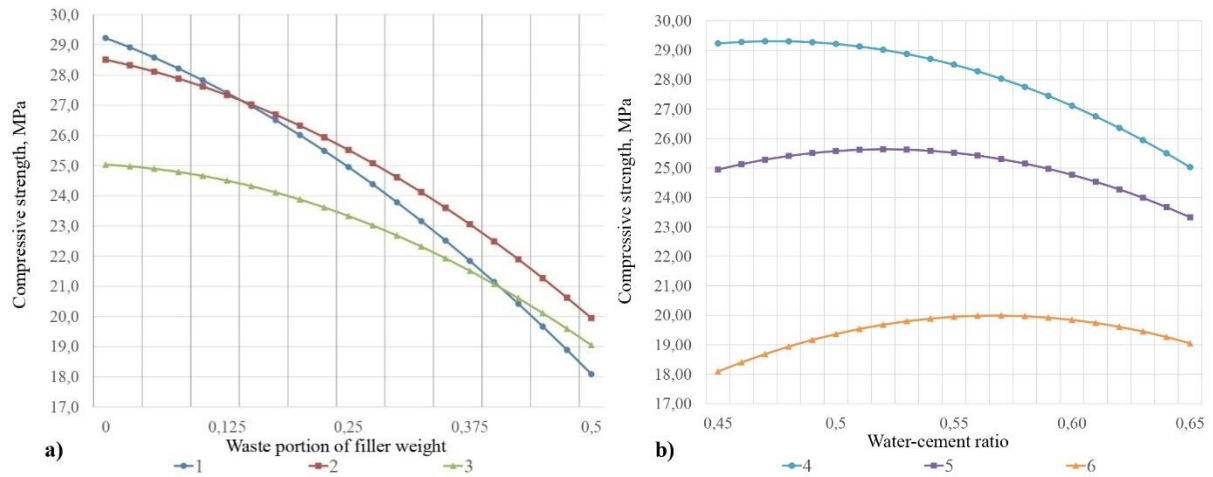 30,0
29,0
28,0
27,0
26,0
25,0
24,0
23,0
22,0
21,0
20,0
19,0
18,0
17,0
Compressive strength, MPa
0 0,125 0,25 0,375 0,5
Waste portion of filler weight
a)
1 2 3
30,00
29,00
28,00
27,00
26,00
25,00
24,00
23,00
22,00
21,00
20,00
19,00
18,00
17,00
Compressive strength, MPa
0,45 0,5 0,55 0,60 0,65
Water-cement ratio
b)
4 5 6